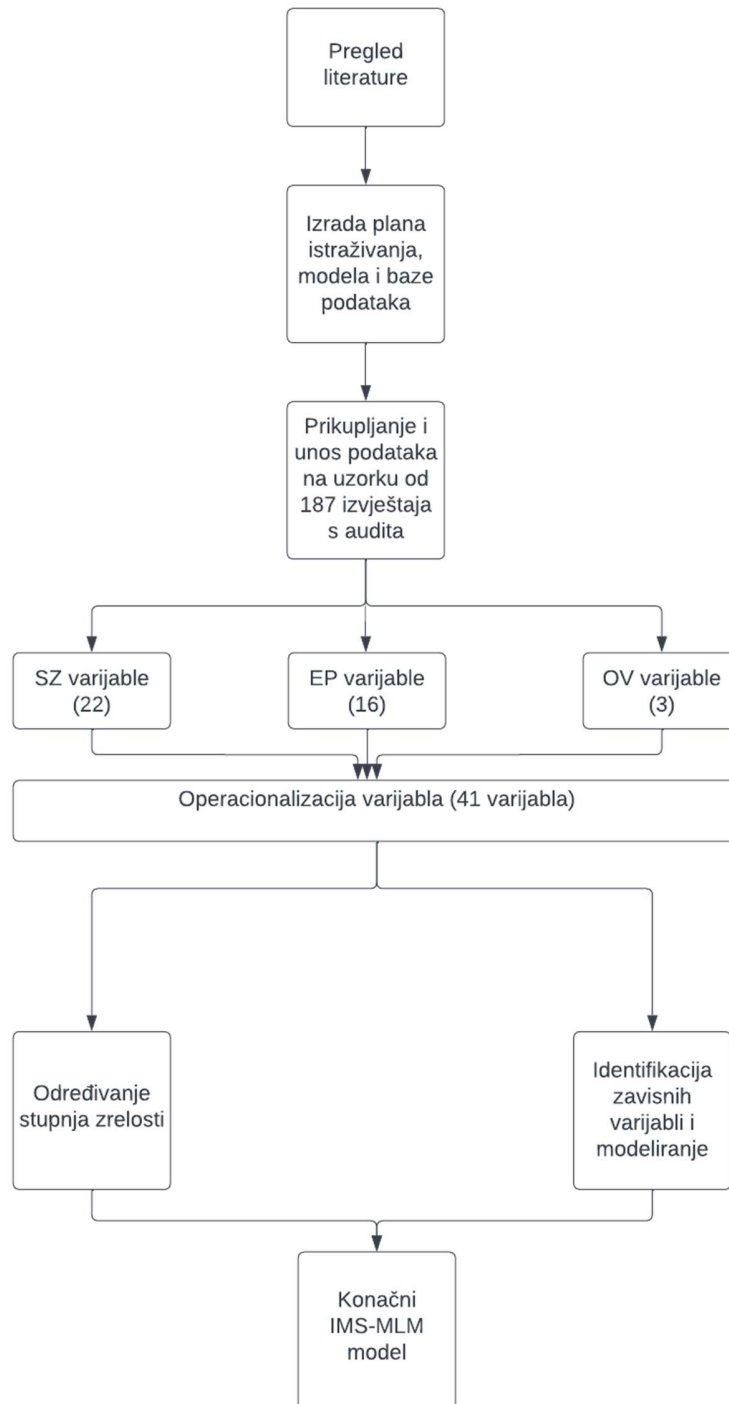 Pregled
literature
Izrada plana
istraživanja,
modela i baze
podataka
Prikupljanje i
unos podataka
na uzorku od
187 izvještaja
s audita
SZ varijable
(22)
EP varijable
(16)
OV varijable
(3)
Operacionalizacija varijabla (41 varijabla)
Određivanje
stupnja zrelosti
Identifikacija
zavisnih
varijabli i
modeliranje
Konačni
IMS-MLM
model